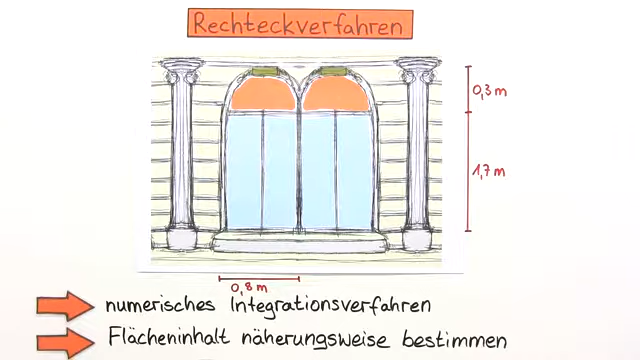 Rechteckverfahren
0,3 m
1,7 m
0,8 m
numerisches Integrationsverfahren
Flächeninhalt näherungsweise bestimmen